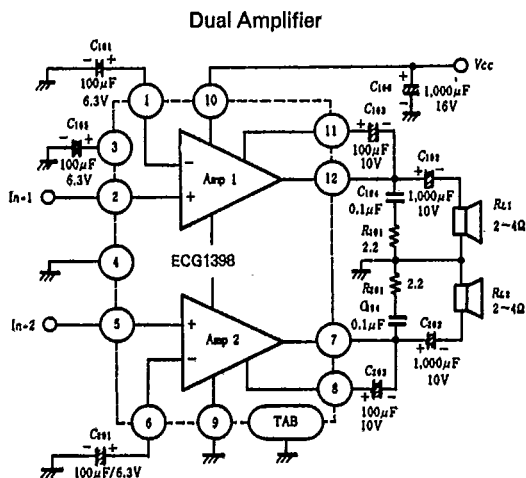 Dual Amplifier
C101
100μF
6.3V
1
10
Vcc
C106
1,000μF
16V
C105
100μF
6.3V
3
11
C103
100μF
10V
2
In-1
Amp 1
12
C104
0.1μF
C102
1,000μF
10V
R101
2.2
RL1
2~4Ω
4
ECG1398
R201
2.2
RL2
2~4Ω
In-2
5
Amp 2
7
C204
0.1μF
C202
1,000μF
10V
8
C203
100μF
10V
6
9
TAB
C201
100μF/6.3V